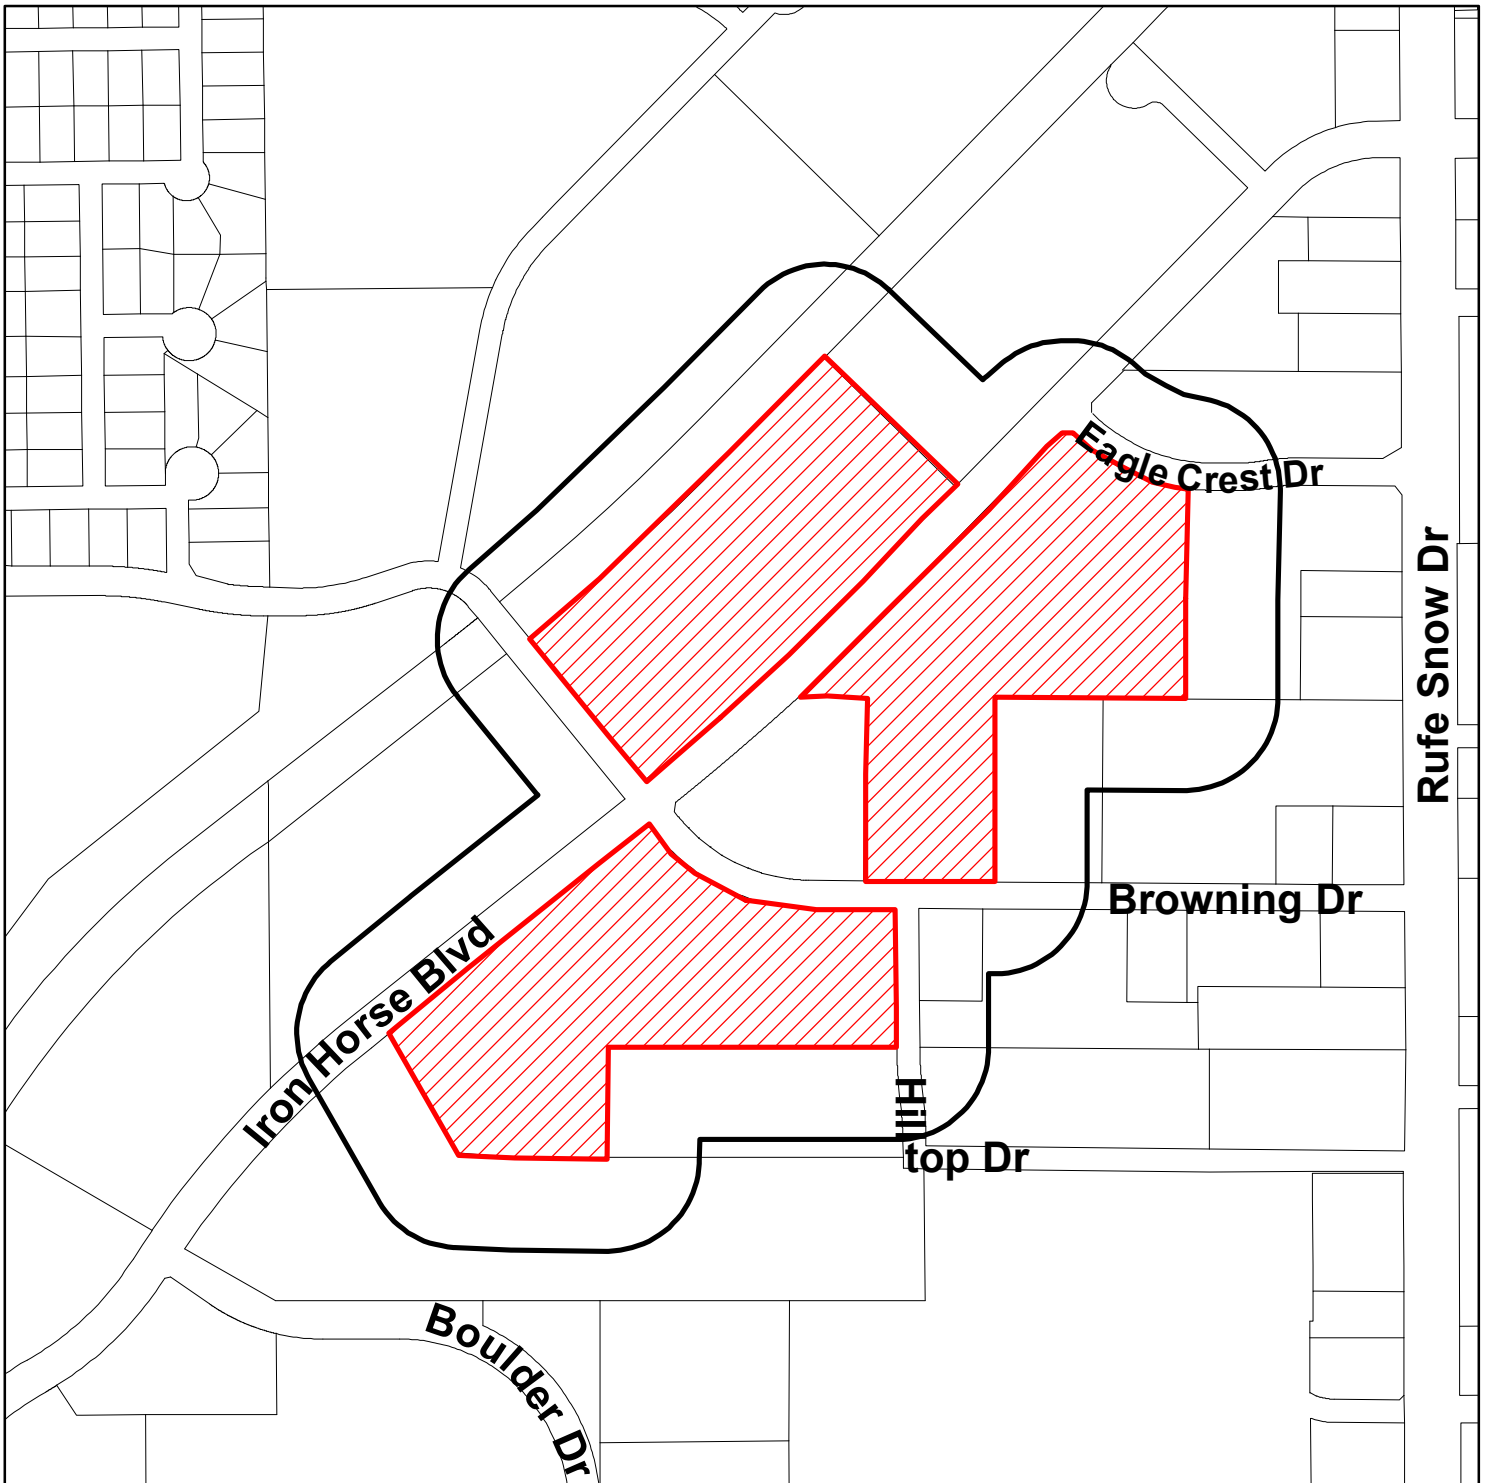 Eagle Crest Dr
Rufe Snow Dr
Browning Dr
Iron Horse Blvd
Hill
top Dr
Boulder Dr